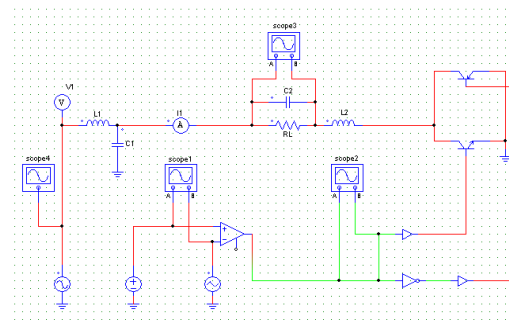 scope3
A B
V1
V
L1
C1
I1
A
C2
RL
L2
scope4
scope1
A B
scope2
A B